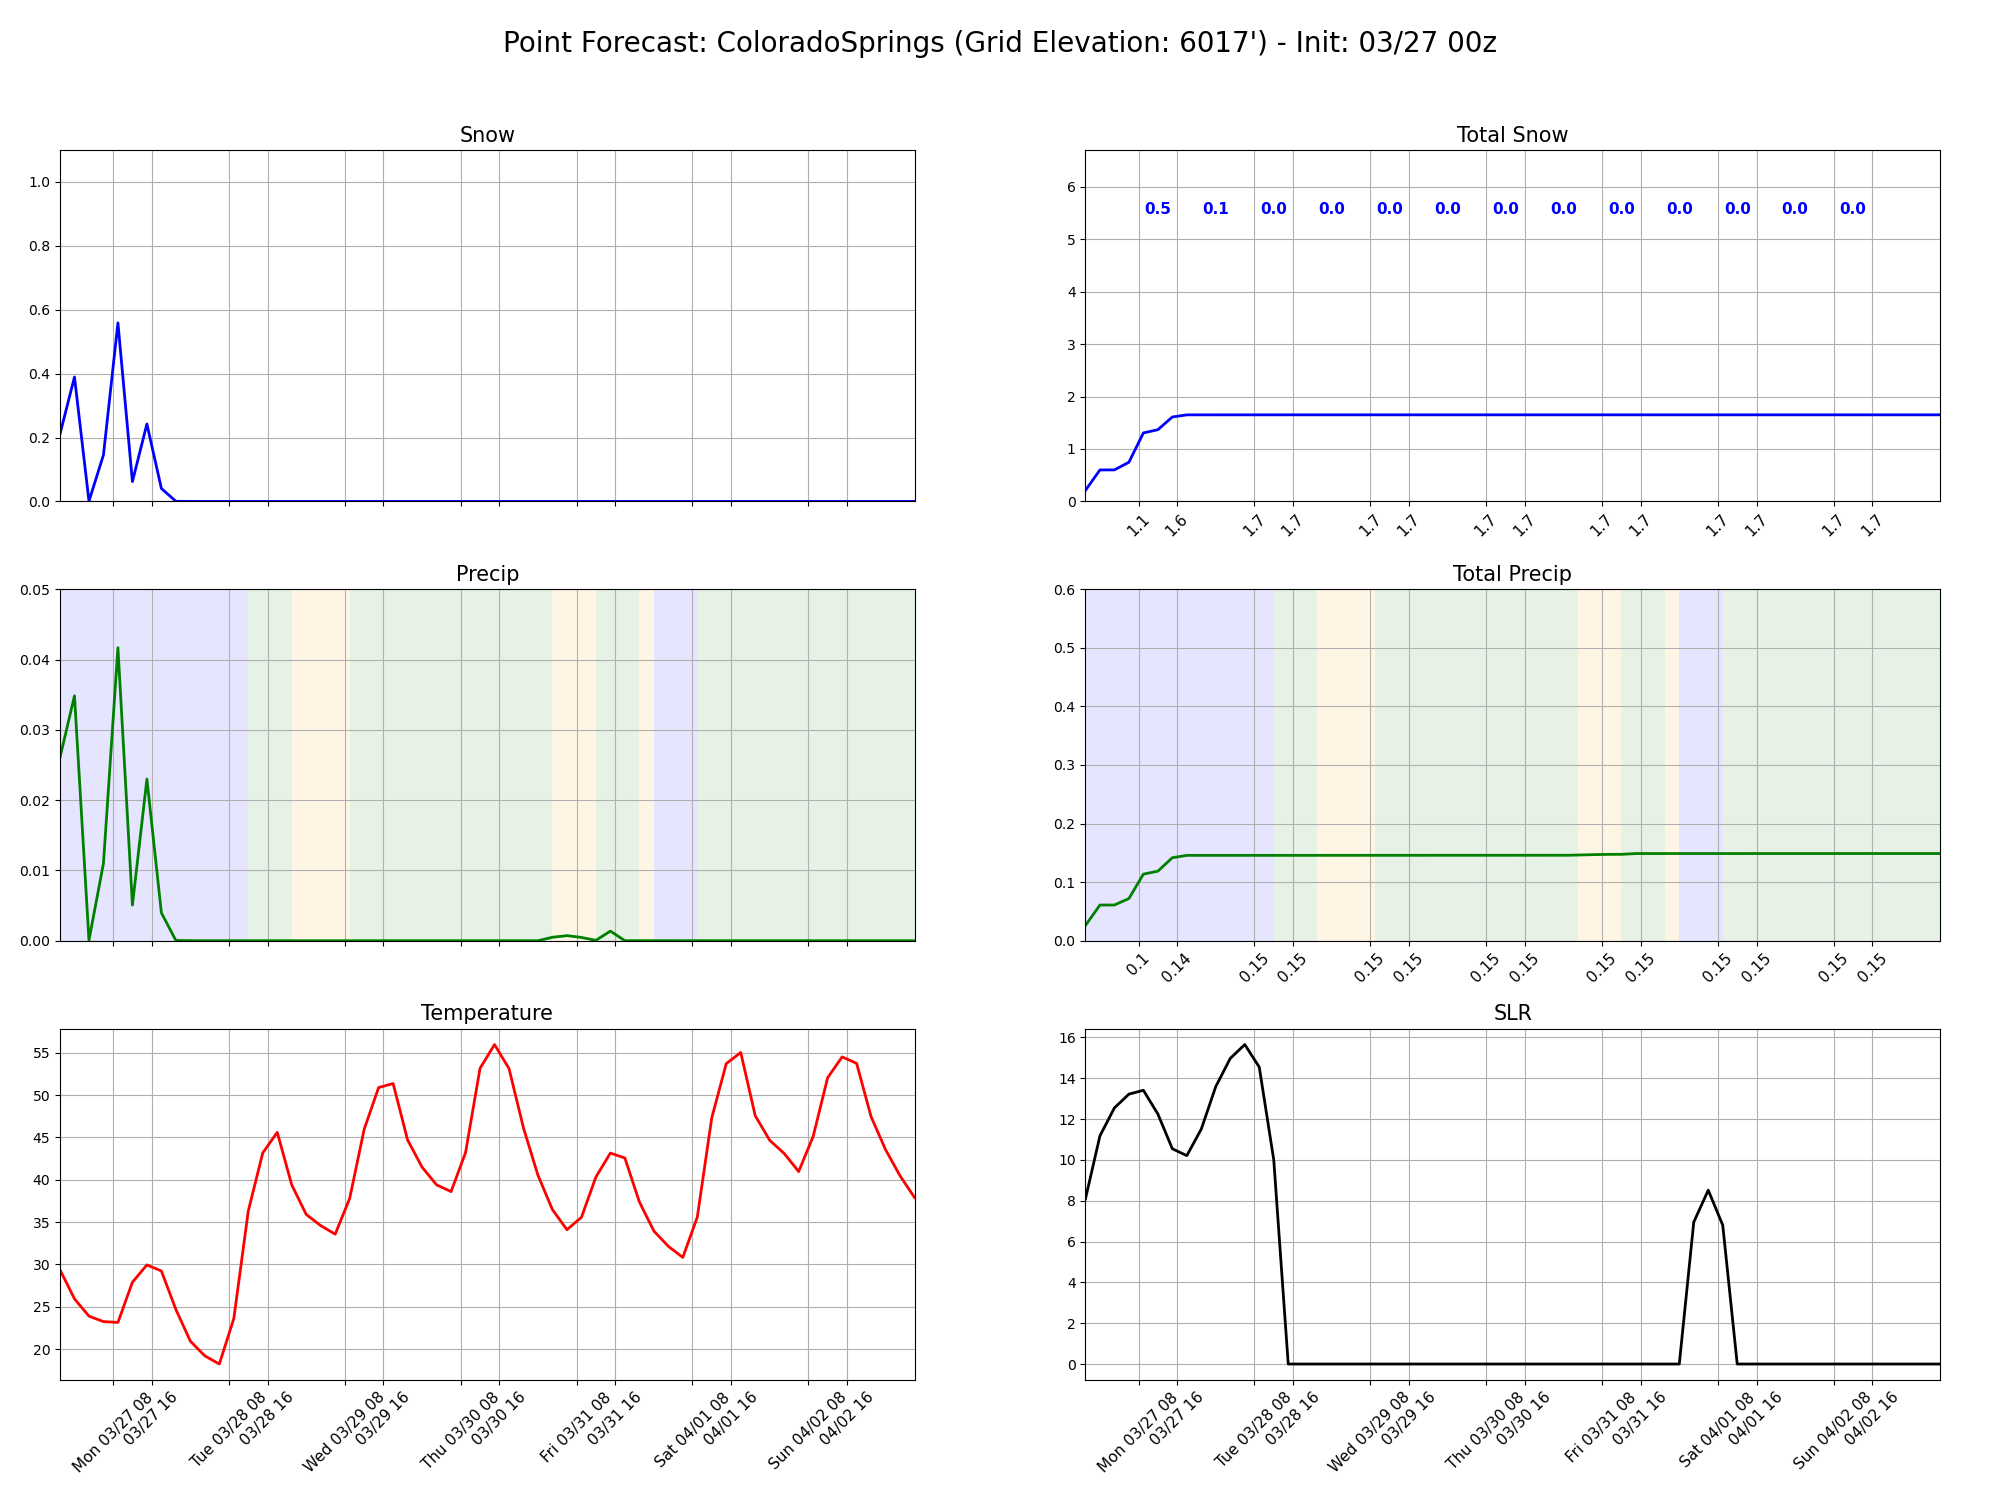 Point Forecast: ColoradoSprings (Grid Elevation: 6017') - Init: 03/27 00z
Snow
1.0
0.8
0.6
0.4
0.2
0.0
Total Snow
6
5
4
3
2
1
0
0.5 0.1 0.0 0.0 0.0 0.0 0.0 0.0 0.0 0.0 0.0 0.0 0.0
1.1 1.6 1.7 1.7 1.7 1.7 1.7 1.7 1.7 1.7 1.7 1.7 1.7 1.7
Precip
0.05
0.04
0.03
0.02
0.01
0.00
Total Precip
0.6
0.5
0.4
0.3
0.2
0.1
0.0
0.1 0.14 0.15 0.15 0.15 0.15 0.15 0.15 0.15 0.15 0.15 0.15 0.15 0.15
Temperature
55
50
45
40
35
30
25
20
Mon 03/27 08
03/27 16
Tue 03/28 08
03/28 16
Wed 03/29 08
03/29 16
Thu 03/30 08
03/30 16
Fri 03/31 08
03/31 16
Sat 04/01 08
04/01 16
Sun 04/02 08
04/02 16
SLR
16
14
12
10
8
6
4
2
0
Mon 03/27 08
03/27 16
Tue 03/28 08
03/28 16
Wed 03/29 08
03/29 16
Thu 03/30 08
03/30 16
Fri 03/31 08
03/31 16
Sat 04/01 08
04/01 16
Sun 04/02 08
04/02 16